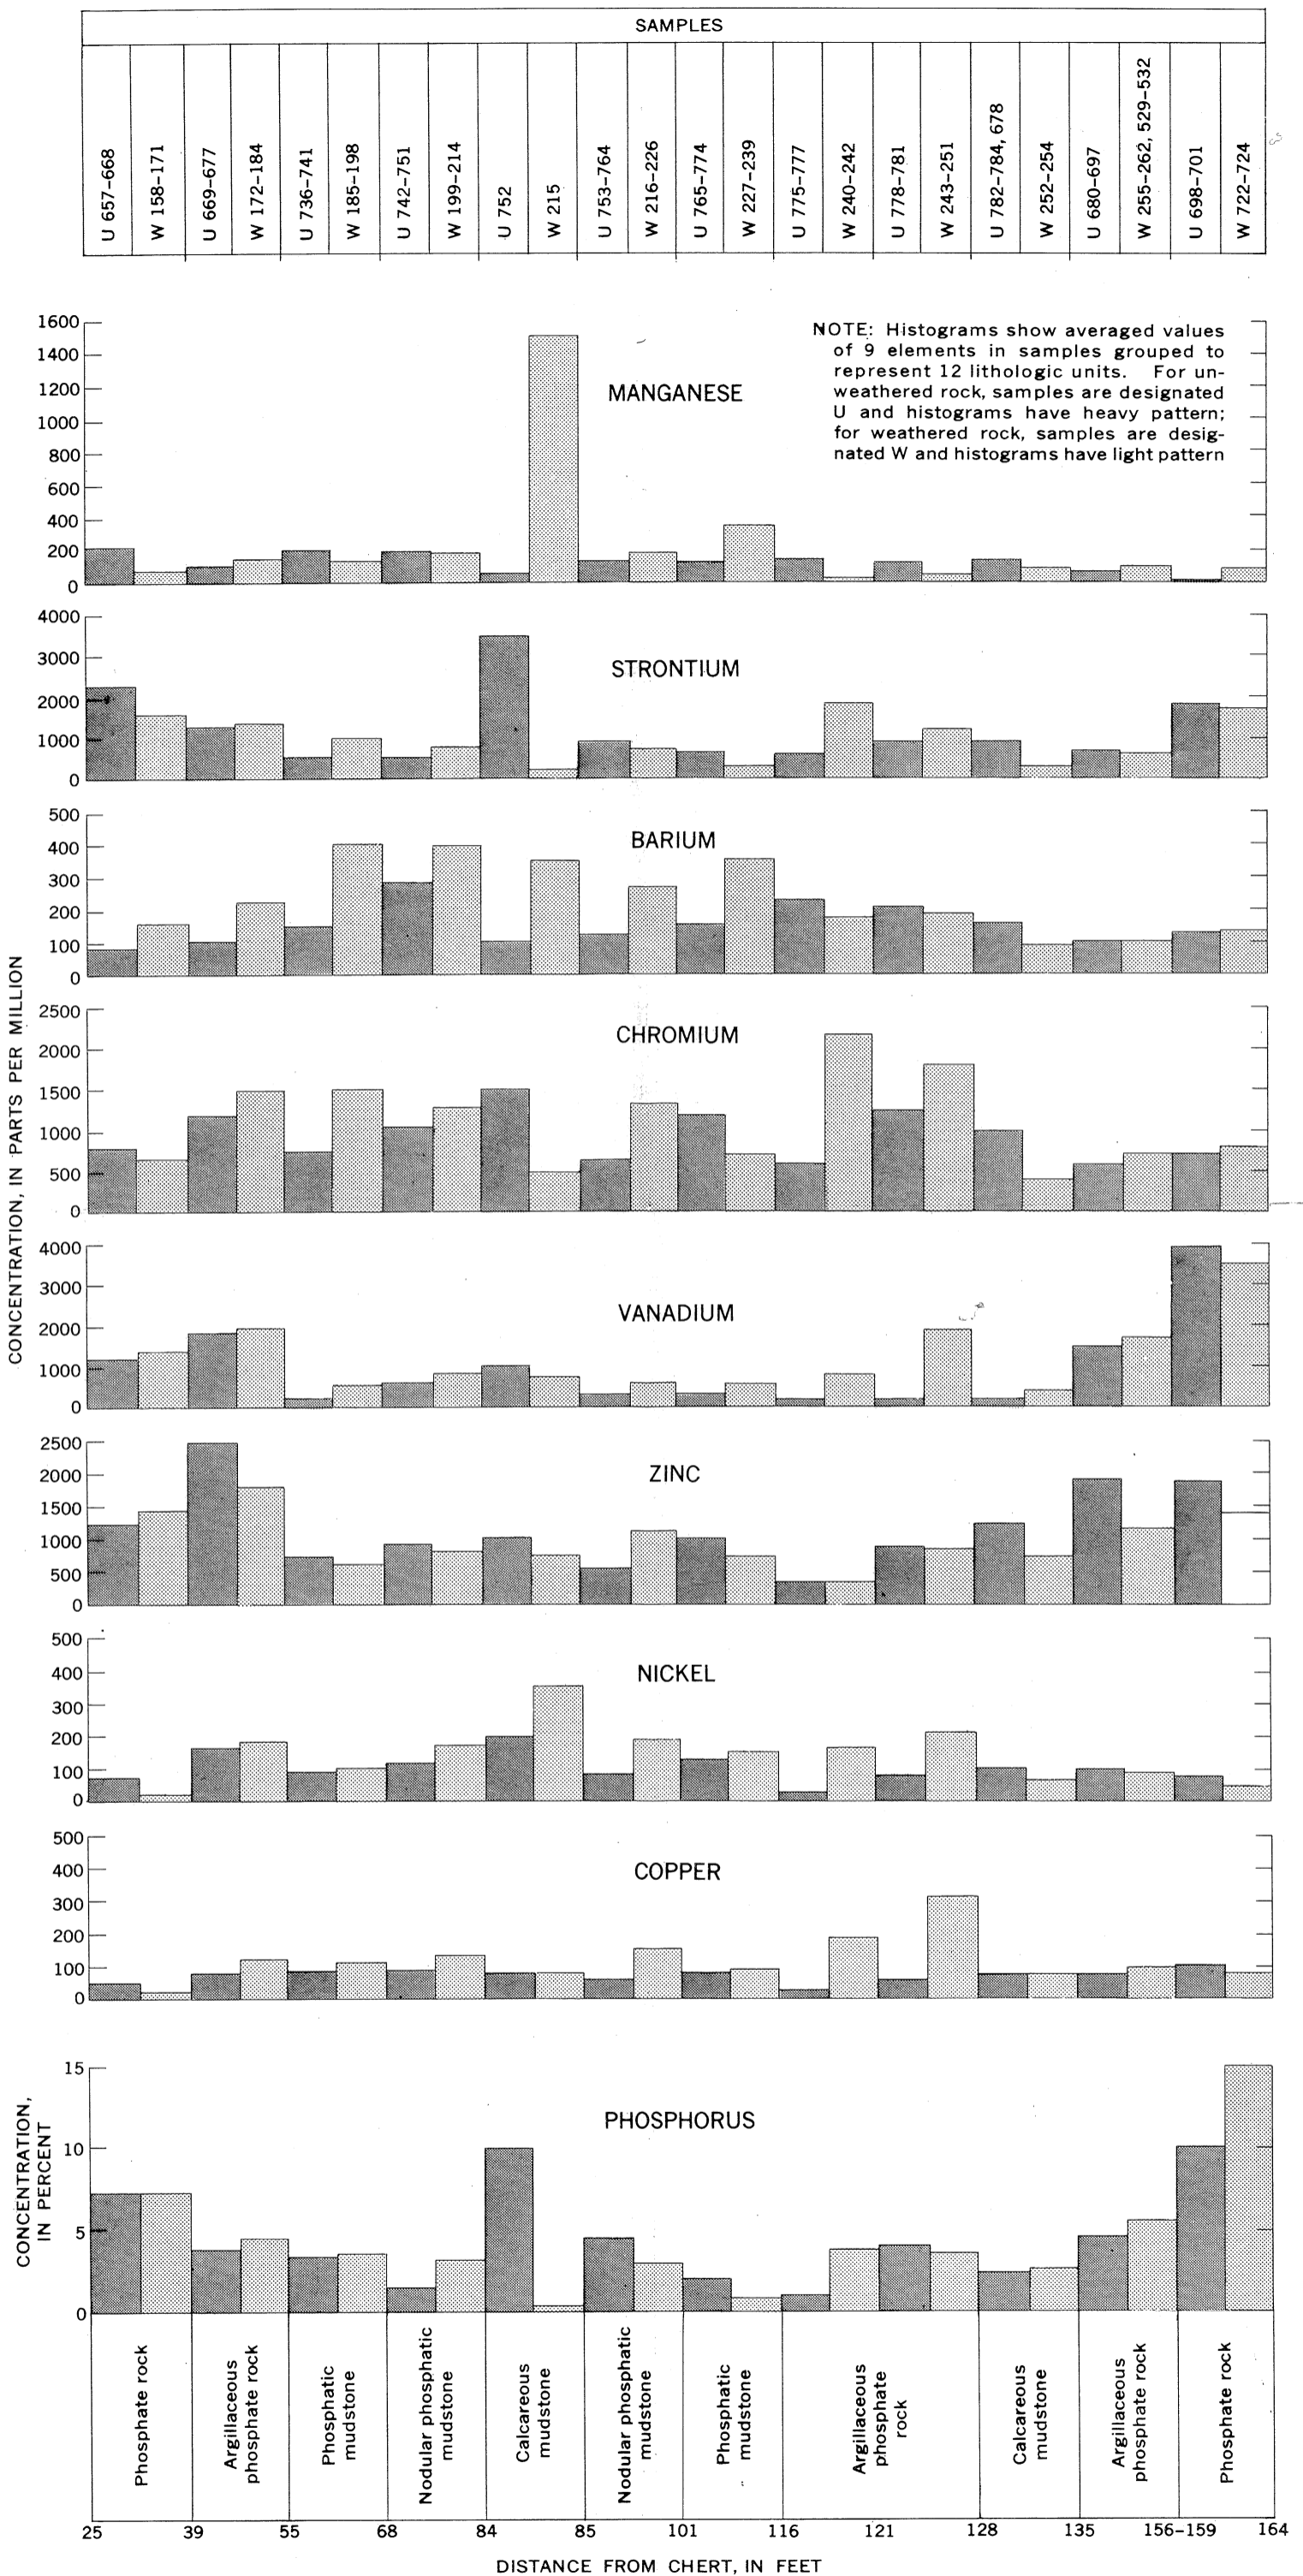 SAMPLES
U 657–668
W 158–171
U 669–677
W 172–184
U 736–741
W 185–198
U 742–751
W 199–214
U 752
W 215
U 753–764
W 216–226
U 765–774
W 227–239
U 775–777
W 240–242
U 778–781
W 243–251
U 782–784, 678
W 252–254
U 680–697
W 255–262, 529–532
U 698–701
W 722–724
NOTE: Histograms show averaged values
of 9 elements in samples grouped to
represent 12 lithologic units. For un-
weathered rock, samples are designated
U and histograms have heavy pattern;
for weathered rock, samples are desig-
nated W and histograms have light pattern
CONCENTRATION, IN PARTS PER MILLION
MANGANESE
1600
1400
1200
1000
800
600
400
200
0
STRONTIUM
4000
3000
2000
1000
0
BARIUM
500
400
300
200
100
0
CHROMIUM
2500
2000
1500
1000
500
0
VANADIUM
4000
3000
2000
1000
0
ZINC
2500
2000
1500
1000
500
0
NICKEL
500
400
300
200
100
0
COPPER
500
400
300
200
100
0
CONCENTRATION,
IN PERCENT
PHOSPHORUS
15
10
5
0
Phosphate rock
Argillaceous
phosphate rock
Phosphatic
mudstone
Nodular phosphatic
mudstone
Calcareous
mudstone
Nodular phosphatic
mudstone
Phosphatic
mudstone
Argillaceous
phosphate
rock
Calcareous
mudstone
Argillaceous
phosphate rock
Phosphate rock
25 39 55 68 84 85 101 116 121 128 135 156–159 164
DISTANCE FROM CHERT, IN FEET